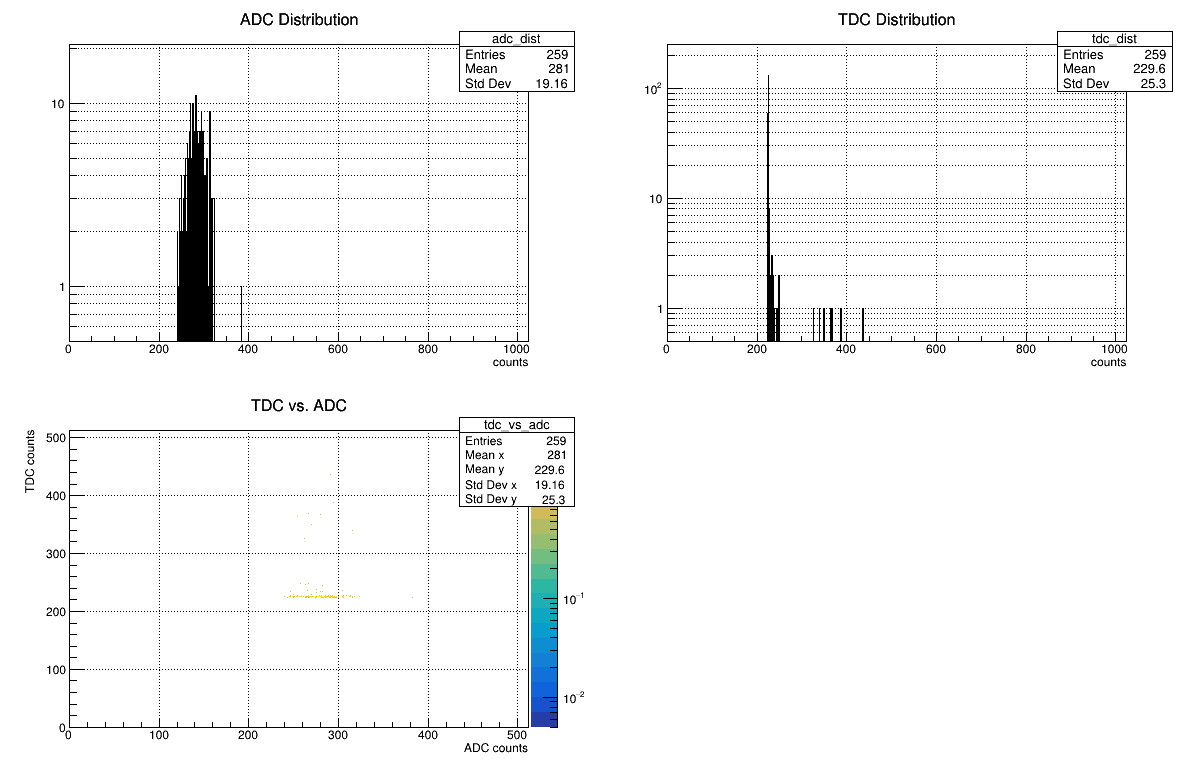 ADC Distribution
adc_dist
Entries 259
Mean 281
Std Dev 19.16
10
1
0 200 400 600 800 1000
counts
TDC Distribution
tdc_dist
Entries 259
Mean 229.6
Std Dev 25.3
10²
10
1
0 200 400 600 800 1000
counts
TDC vs. ADC
tdc_vs_adc
Entries 259
Mean x 281
Mean y 229.6
Std Dev x 19.16
Std Dev y 25.3
TDC counts
500
400
300
200
100
0
0 100 200 300 400 500
ADC counts
10⁻¹
10⁻²